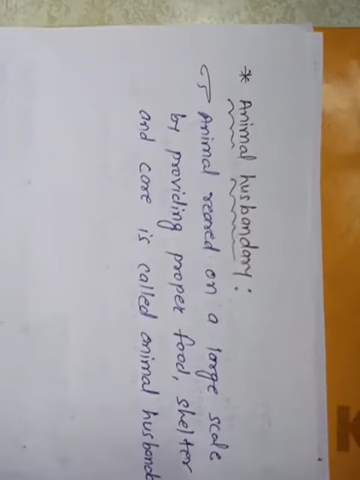 * Animal husbandary :
→ Animal reared on a large scale
by providing proper food, shelter
and care is called animal husband